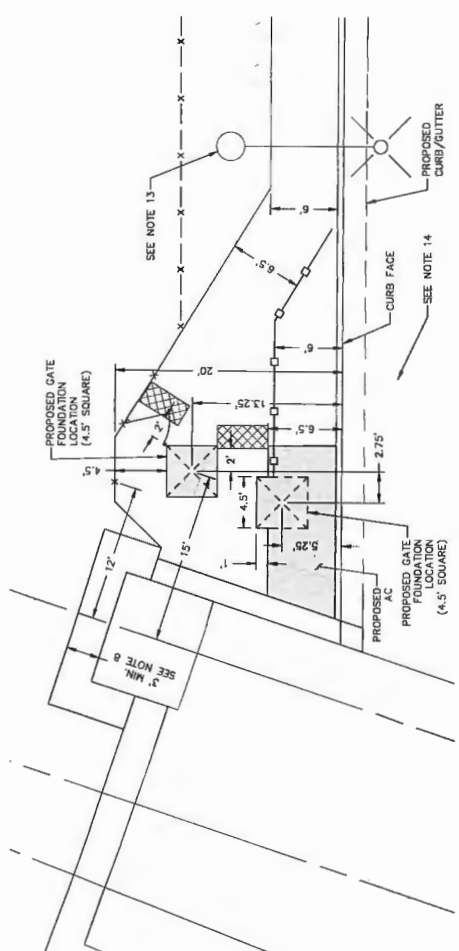 PROPOSED
CURB/GUTTER
SEE NOTE 13
CURB FACE
SEE NOTE 14
6'
6.5'
6'
20'
13.25'
6.5'
PROPOSED GATE
FOUNDATION
LOCATION
(4.5' SQUARE)
4.5'
2'
2'
2.75'
4.5'
1'
5.25'
12'
15'
3' MIN.
SEE NOTE 8
PROPOSED
AC
PROPOSED GATE
FOUNDATION
LOCATION
(4.5' SQUARE)